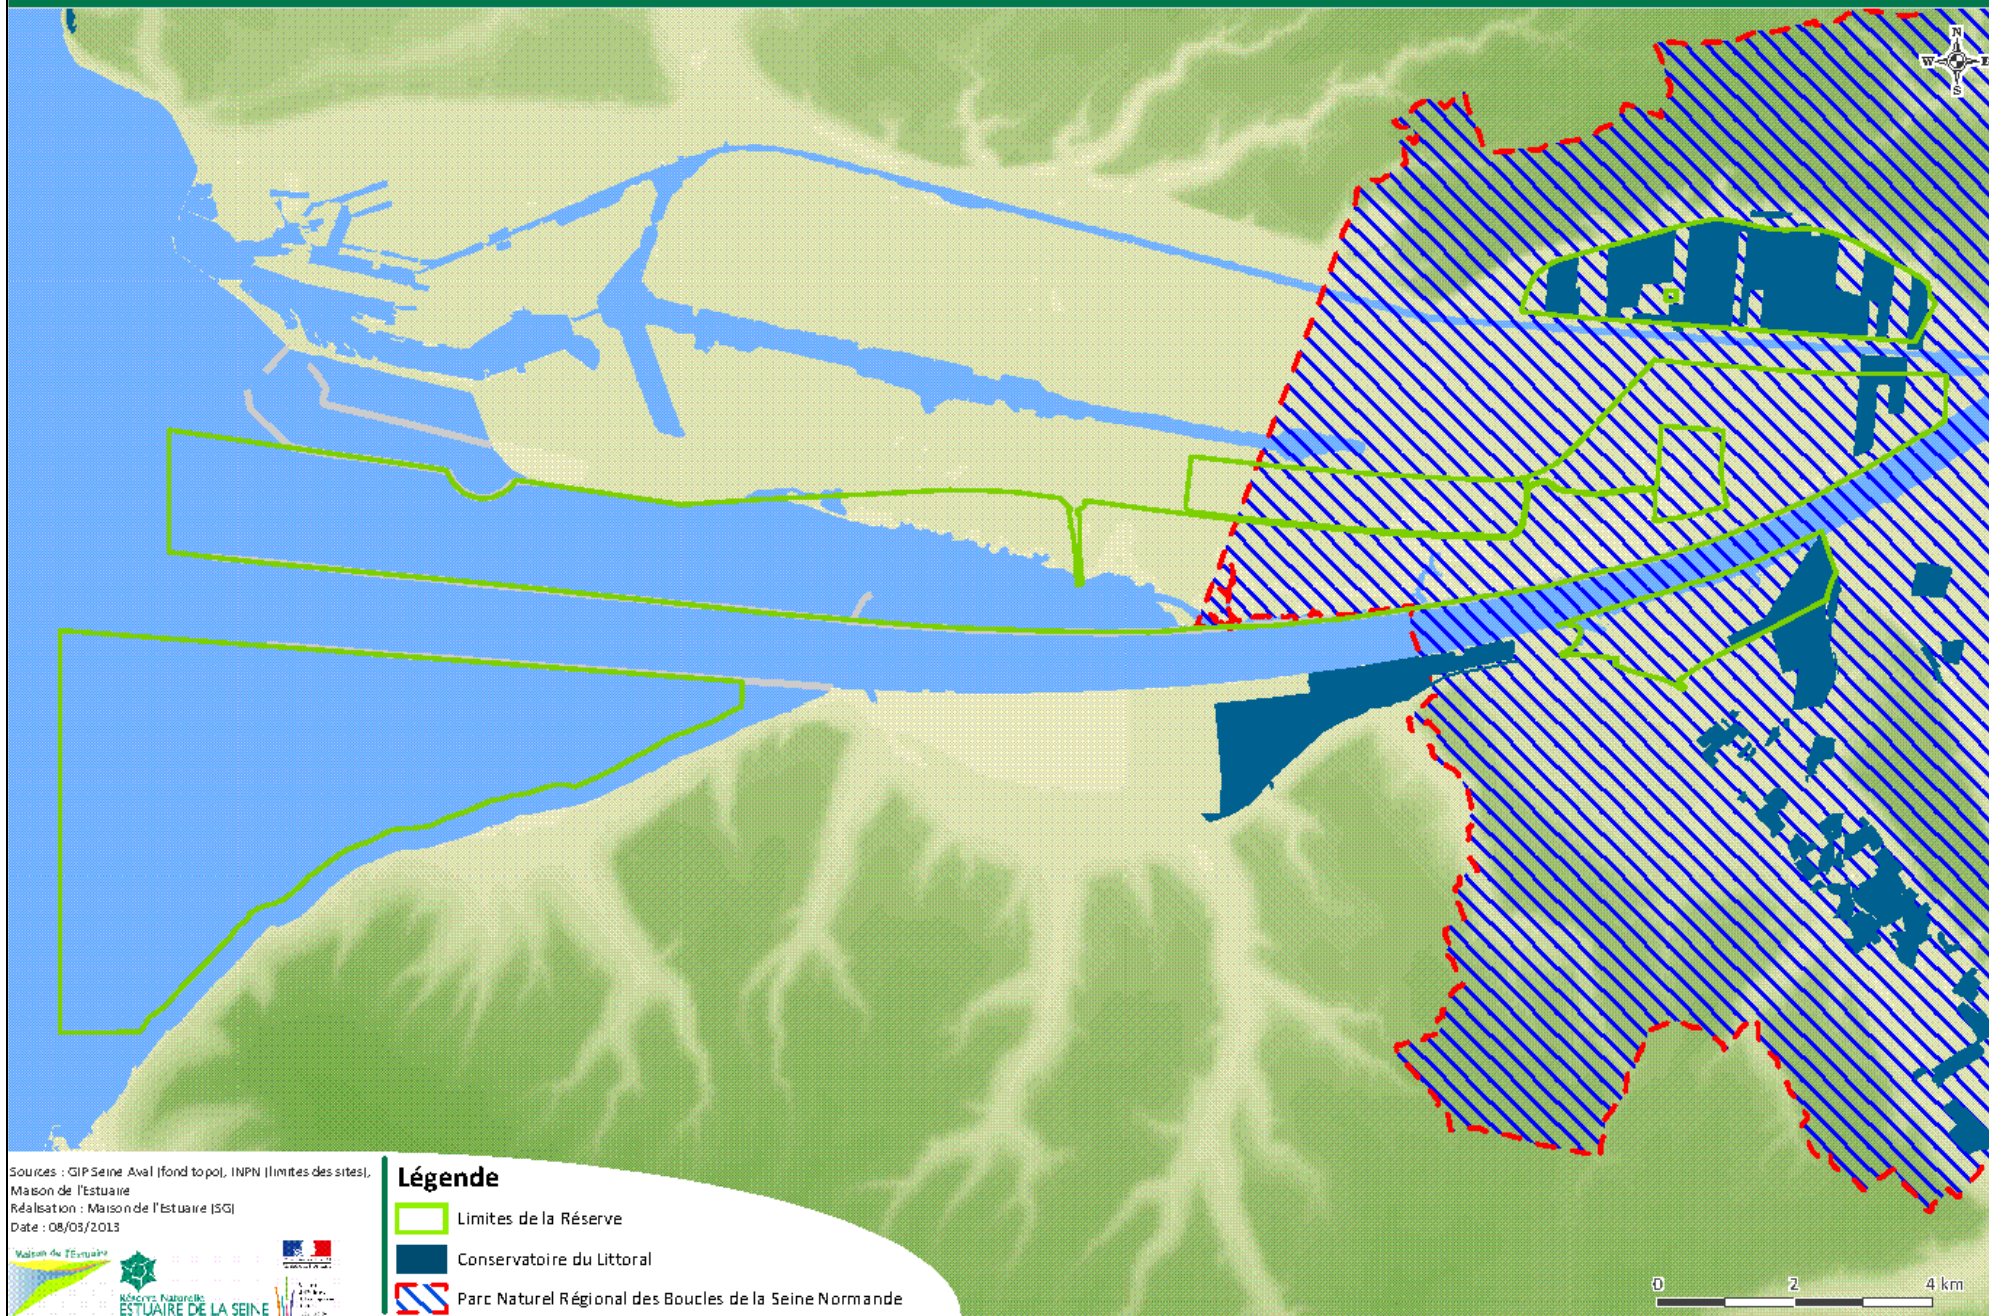 N
W E
S
Sources : GIP Seine Aval (fond topo), INPN (limites des sites),
Maison de l'Estuaire
Réalisation : Maison de l'Estuaire (SG)
Date : 08/03/2013
Maison de l'Estuaire
Réserve Naturelle
ESTUAIRE DE LA SEINE
Légende
Limites de la Réserve
Conservatoire du Littoral
Parc Naturel Régional des Boucles de la Seine Normande
0 2 4 km